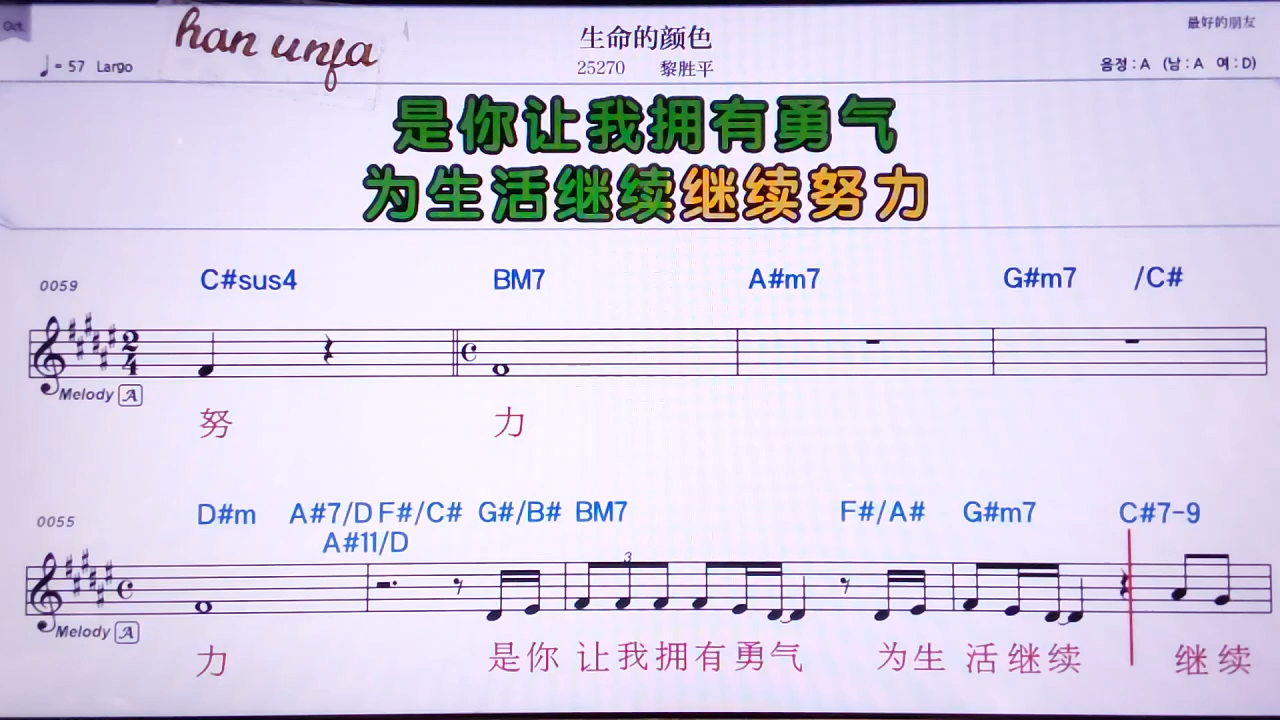 Oct.
han unfa
生命的颜色
最好的朋友
♩= 57 Largo
25270 黎胜平
음정 : A (남 : A 여 : D)
是你让我拥有勇气
为生活继续继续努力
0059
C#sus4 BM7 A#m7 G#m7 /C#
2
4
Melody A
努 力
0055
D#m A#7/D F#/C# G#/B# BM7 F#/A# G#m7 C#7-9
A#11/D
3
Melody A
力 是你 让我拥有勇气 为生 活继续 继续